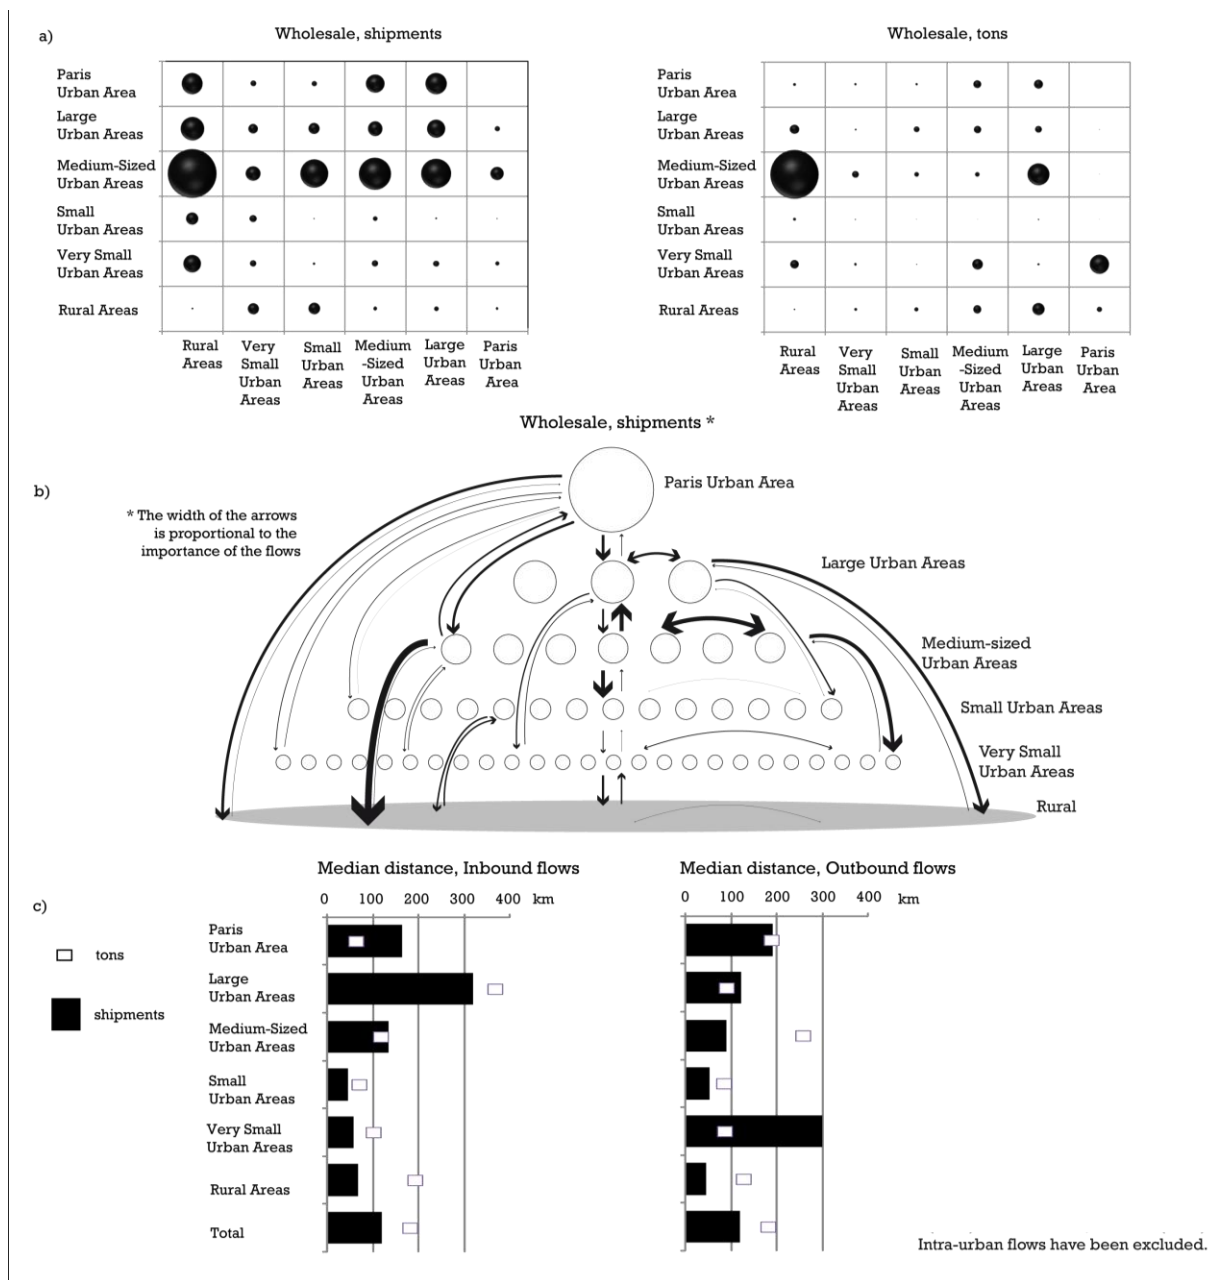 a)
Wholesale, shipments
Paris
Urban Area
Large
Urban Areas
Medium-Sized
Urban Areas
Small
Urban Areas
Very Small
Urban Areas
Rural Areas
Rural
Areas
Very
Small
Urban
Areas
Small
Urban
Areas
Medium
-Sized
Urban
Areas
Large
Urban
Areas
Paris
Urban
Area
Wholesale, tons
Paris
Urban Area
Large
Urban Areas
Medium-Sized
Urban Areas
Small
Urban Areas
Very Small
Urban Areas
Rural Areas
Rural
Areas
Very
Small
Urban
Areas
Small
Urban
Areas
Medium
-Sized
Urban
Areas
Large
Urban
Areas
Paris
Urban
Area
Wholesale, shipments *
b)
* The width of the arrows
is proportional to the
importance of the flows
Paris Urban Area
Large Urban Areas
Medium-sized
Urban Areas
Small Urban Areas
Very Small
Urban Areas
Rural
c)
tons
shipments
Median distance, Inbound flows
0 100 200 300 400 km
Paris
Urban Area
Large
Urban Areas
Medium-Sized
Urban Areas
Small
Urban Areas
Very Small
Urban Areas
Rural Areas
Total
Median distance, Outbound flows
0 100 200 300 400 km
Intra-urban flows have been excluded.